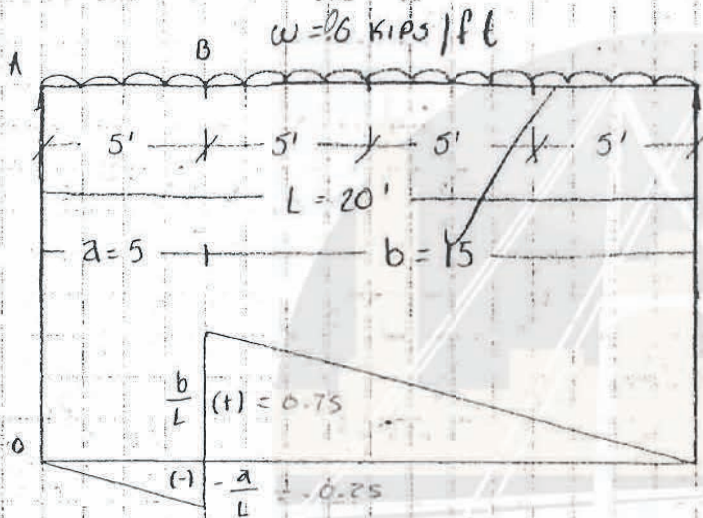 w = .6 KIPS/ft
A B
5' 5' 5' 5'
L = 20'
a = 5 b = 15
b/L (+) = 0.75
0
(-) - a/L = -0.25